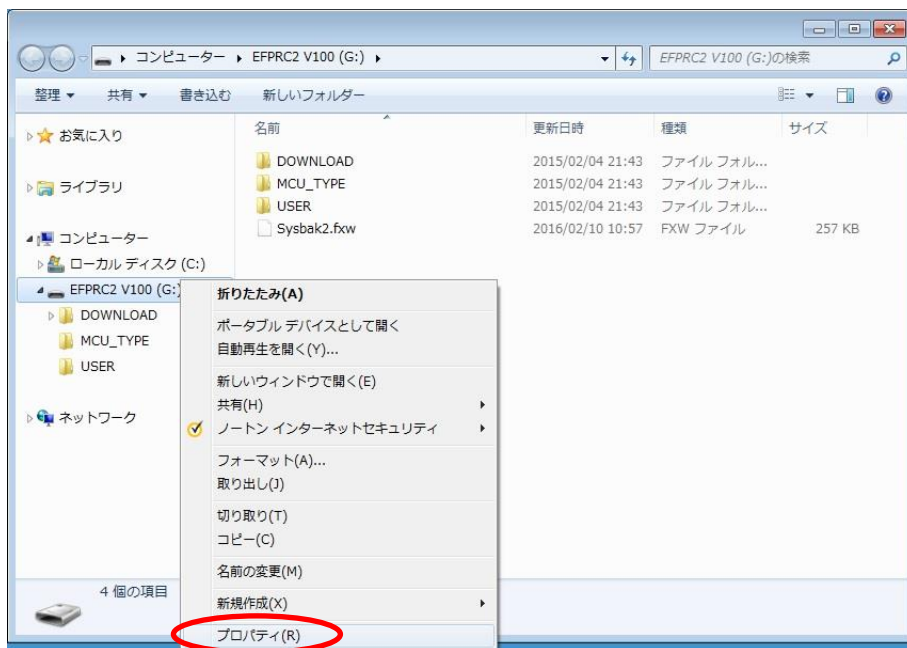 コンピューター ▸ EFPRC2 V100 (G:) ▸
EFPRC2 V100 (G:)の検索
整理 ▼ 共有 ▼ 書き込む 新しいフォルダー
名前 更新日時 種類 サイズ
DOWNLOAD 2015/02/04 21:43 ファイル フォル...
MCU_TYPE 2015/02/04 21:43 ファイル フォル...
USER 2015/02/04 21:43 ファイル フォル...
Sysbak2.fxw 2016/02/10 10:57 FXW ファイル 257 KB
お気に入り
ライブラリ
コンピューター
ローカル ディスク (C:)
EFPRC2 V100 (G:)
DOWNLOAD
MCU_TYPE
USER
ネットワーク
折りたたみ(A)
ポータブル デバイスとして開く
自動再生を開く(Y)...
新しいウィンドウで開く(E)
共有(H)
ノートン インターネットセキュリティ
フォーマット(A)...
取り出し(J)
切り取り(T)
コピー(C)
名前の変更(M)
新規作成(X)
プロパティ(R)
4 個の項目